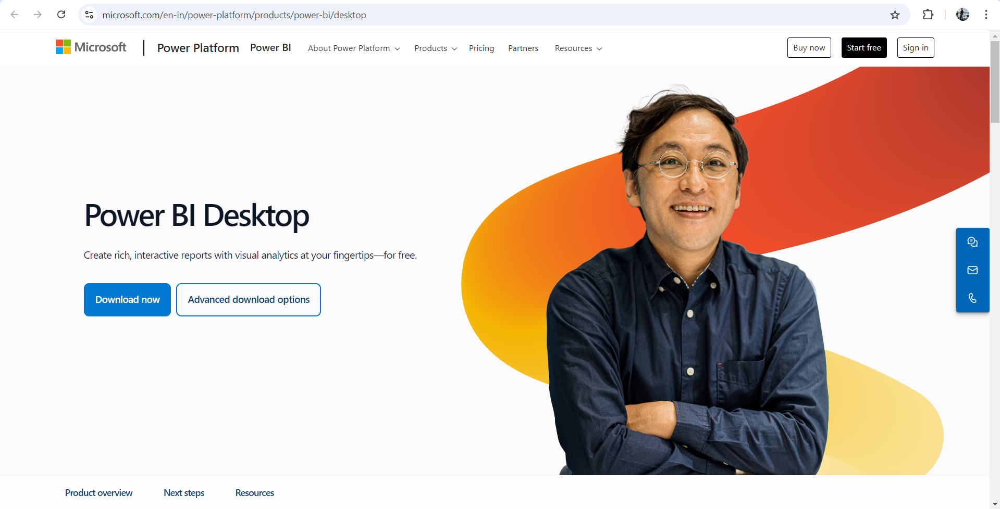 microsoft.com/en-in/power-platform/products/power-bi/desktop
Microsoft
Power Platform
Power BI
About Power Platform
Products
Pricing
Partners
Resources
Buy now
Start free
Sign in
Power BI Desktop
Create rich, interactive reports with visual analytics at your fingertips—for free.
Download now
Advanced download options
Product overview
Next steps
Resources